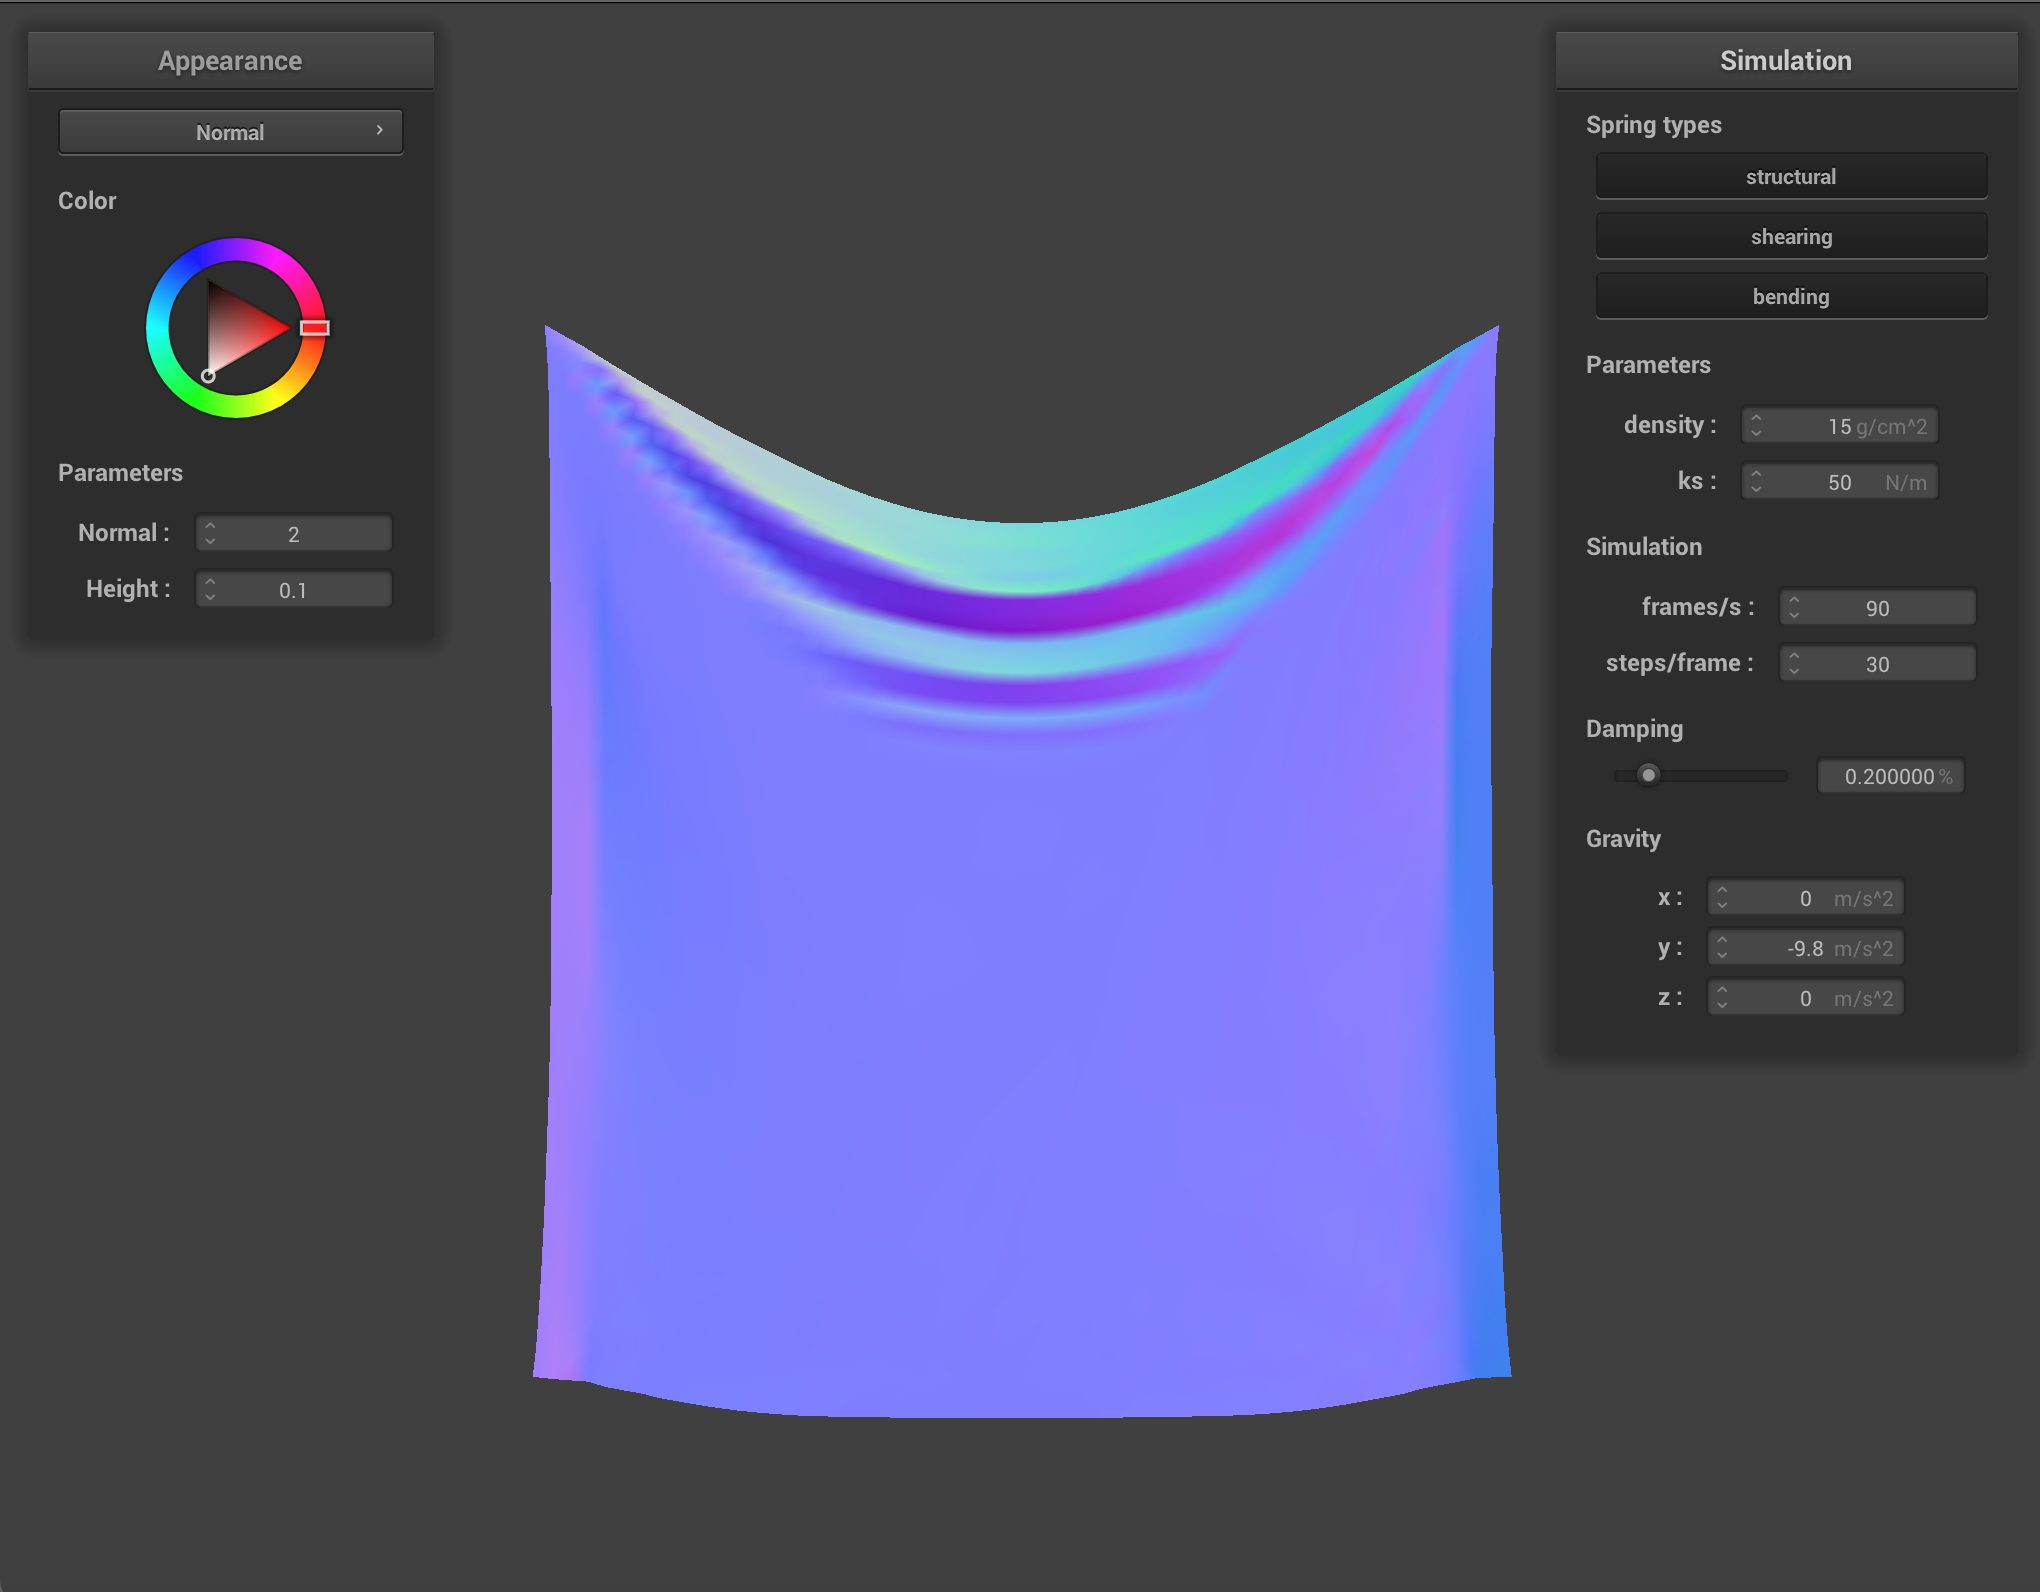 Appearance
Normal
Color
Parameters
Normal : 2
Height : 0.1
Simulation
Spring types
structural
shearing
bending
Parameters
density : 15 g/cm^2
ks : 50 N/m
Simulation
frames/s : 90
steps/frame : 30
Damping
0.200000 %
Gravity
x : 0 m/s^2
y : -9.8 m/s^2
z : 0 m/s^2